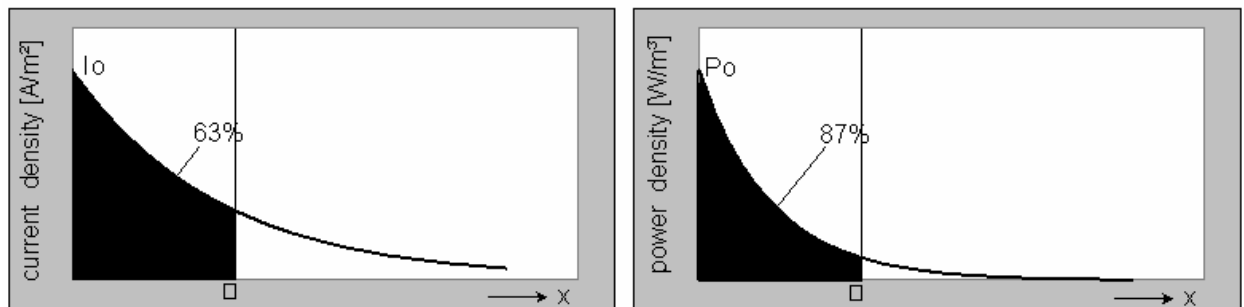 current density [A/m²]
Io
63%
□
x
power density [W/m³]
Po
87%
□
x